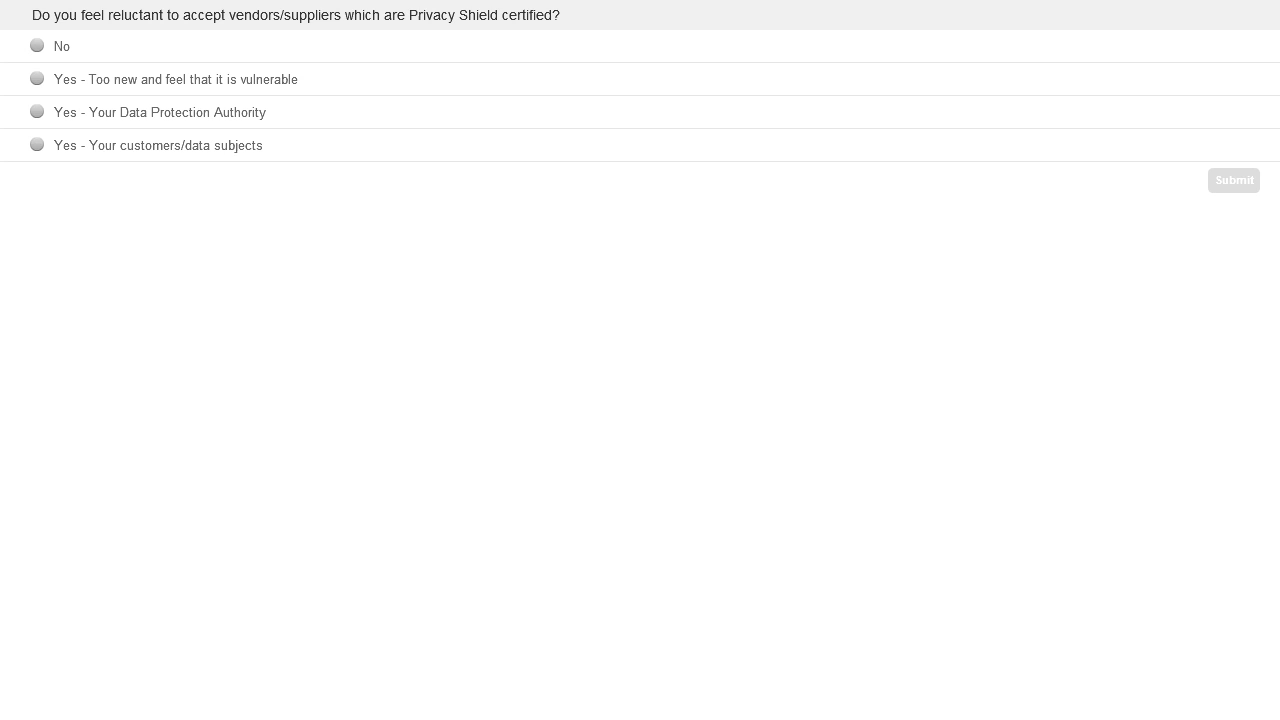 Do you feel reluctant to accept vendors/suppliers which are Privacy Shield certified?
No
Yes - Too new and feel that it is vulnerable
Yes - Your Data Protection Authority
Yes - Your customers/data subjects
Submit